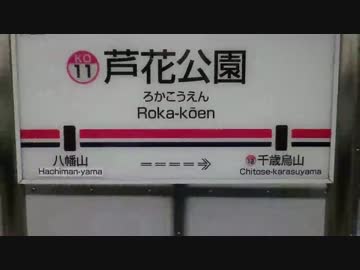 KO
11
芦花公園
ろかこうえん
Roka-kōen
八幡山
Hachiman-yama
12
千歳烏山
Chitose-karasuyama